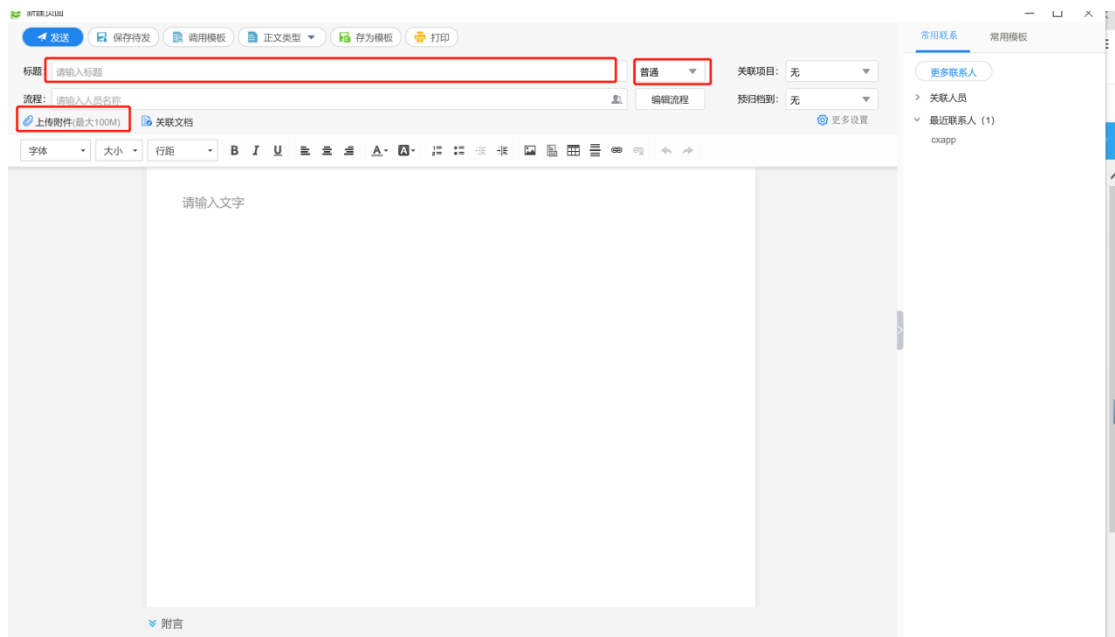 发送 保存待发 调用模板 正文类型 存为模板 打印
常用联系 常用模板
标题: 请输入标题 普通 关联项目: 无
更多联系人
流程: 请输入人员名称 编辑流程 预归档到: 无
关联人员
上传附件(最大100M) 关联文档 更多设置
最近联系人 (1)
cxapp
字体 大小 行距 B I U A A
请输入文字
附言